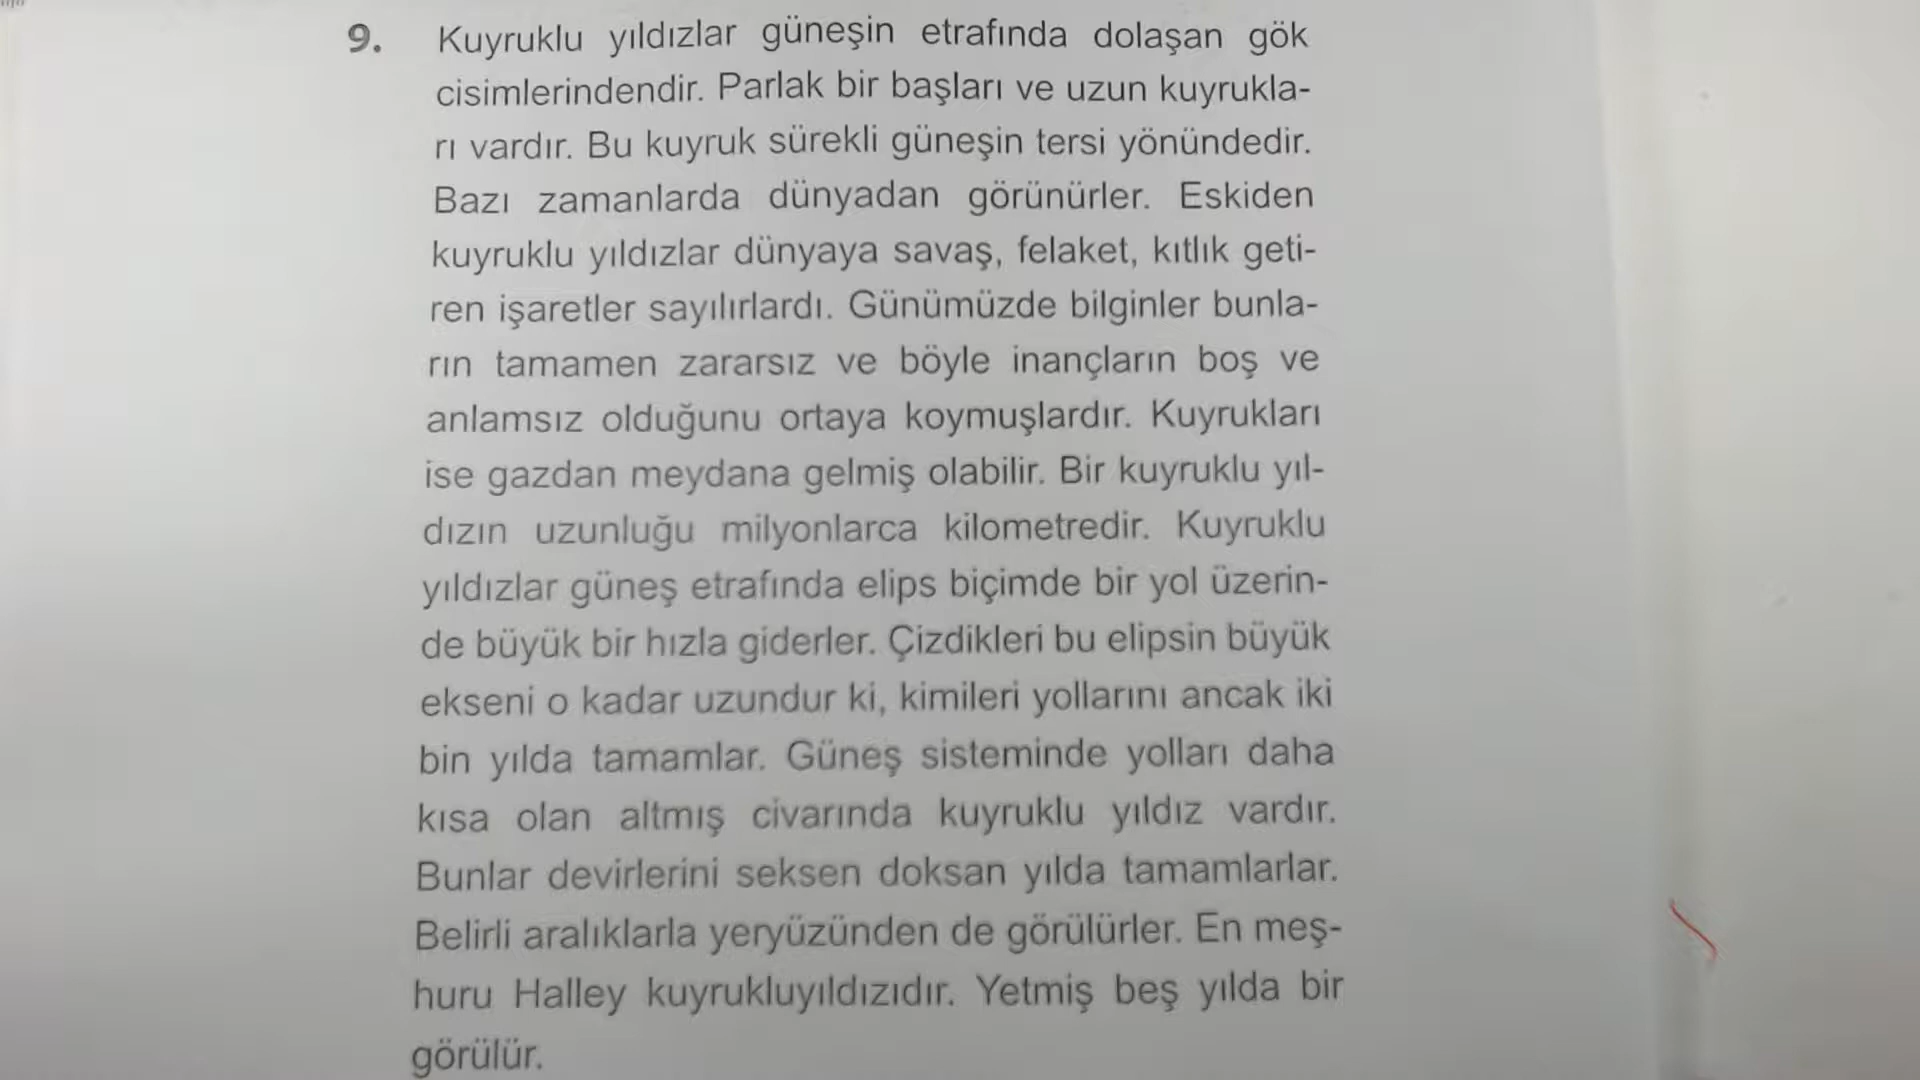 9. Kuyruklu yıldızlar güneşin etrafında dolaşan gök
cisimlerindendir. Parlak bir başları ve uzun kuyrukla-
rı vardır. Bu kuyruk sürekli güneşin tersi yönündedir.
Bazı zamanlarda dünyadan görünürler. Eskiden
kuyruklu yıldızlar dünyaya savaş, felaket, kıtlık geti-
ren işaretler sayılırlardı. Günümüzde bilginler bunla-
rın tamamen zararsız ve böyle inançların boş ve
anlamsız olduğunu ortaya koymuşlardır. Kuyrukları
ise gazdan meydana gelmiş olabilir. Bir kuyruklu yıl-
dızın uzunluğu milyonlarca kilometredir. Kuyruklu
yıldızlar güneş etrafında elips biçimde bir yol üzerin-
de büyük bir hızla giderler. Çizdikleri bu elipsin büyük
ekseni o kadar uzundur ki, kimileri yollarını ancak iki
bin yılda tamamlar. Güneş sisteminde yolları daha
kısa olan altmış civarında kuyruklu yıldız vardır.
Bunlar devirlerini seksen doksan yılda tamamlarlar.
Belirli aralıklarla yeryüzünden de görülürler. En meş-
huru Halley kuyrukluyıldızıdır. Yetmiş beş yılda bir
görülür.